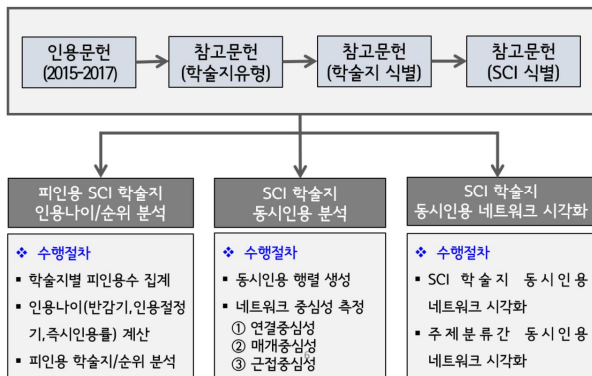 인용문헌
(2015-2017)
참고문헌
(학술지유형)
참고문헌
(학술지 식별)
참고문헌
(SCI 식별)
피인용 SCI 학술지
인용나이/순위 분석
❖ 수행절차
▪ 학술지별 피인용수 집계
▪ 인용나이(반감기,인용절정
기,즉시인용률) 계산
▪ 피인용 학술지/순위 분석
SCI 학술지
동시인용 분석
❖ 수행절차
▪ 동시인용 행렬 생성
▪ 네트워크 중심성 측정
① 연결중심성
② 매개중심성
③ 근접중심성
SCI 학술지
동시인용 네트워크 시각화
❖ 수행절차
▪ SCI 학술지 동시인용
네트워크 시각화
▪ 주제분류간 동시인용
네트워크 시각화